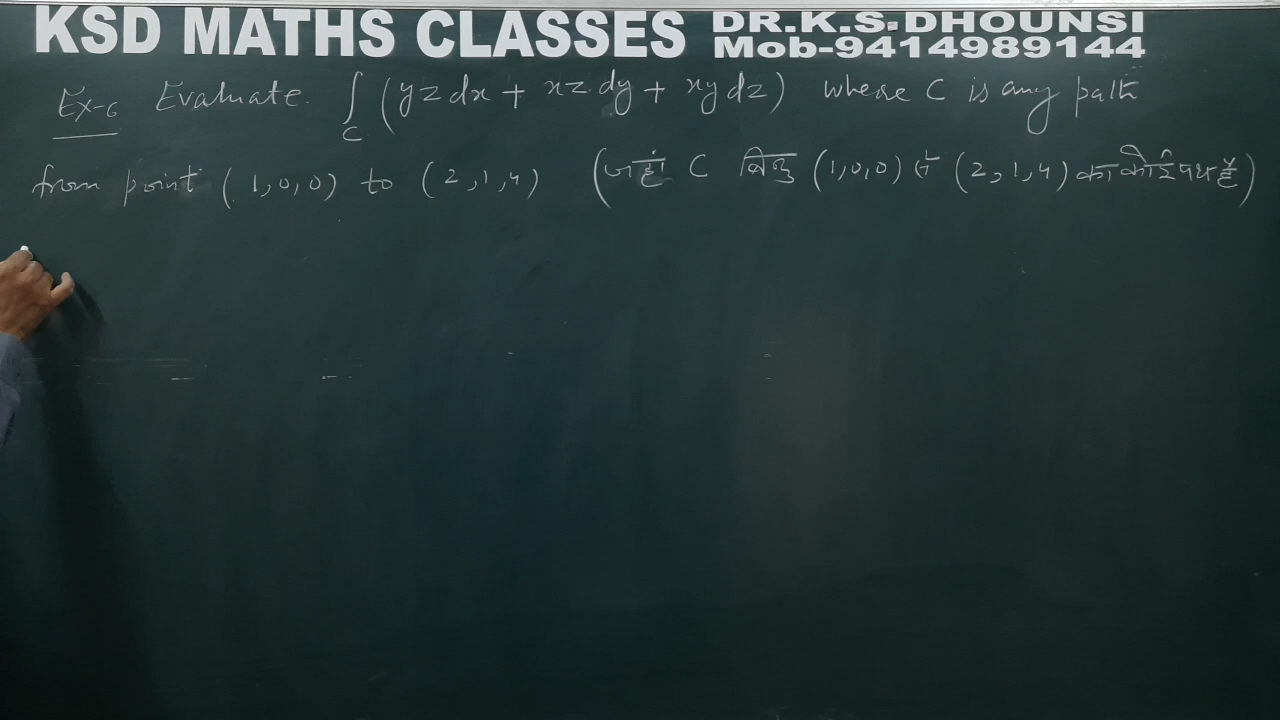 KSD MATHS CLASSES DR.K.S.DHOUNSI
Mob-9414989144
Ex-6 Evaluate ∫_C (yz dx + xz dy + xy dz) where C is any path
from point (1,0,0) to (2,1,4) (जहाँ C बिन्दु (1,0,0) से (2,1,4) का कोई पथ है)